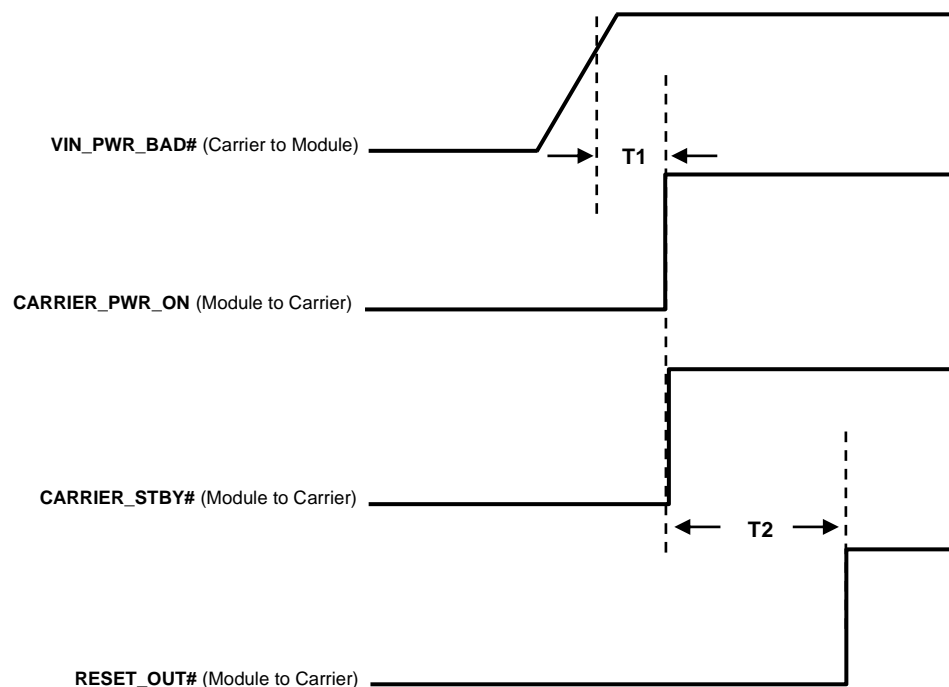 VIN_PWR_BAD# (Carrier to Module)
T1
CARRIER_PWR_ON (Module to Carrier)
CARRIER_STBY# (Module to Carrier)
T2
RESET_OUT# (Module to Carrier)